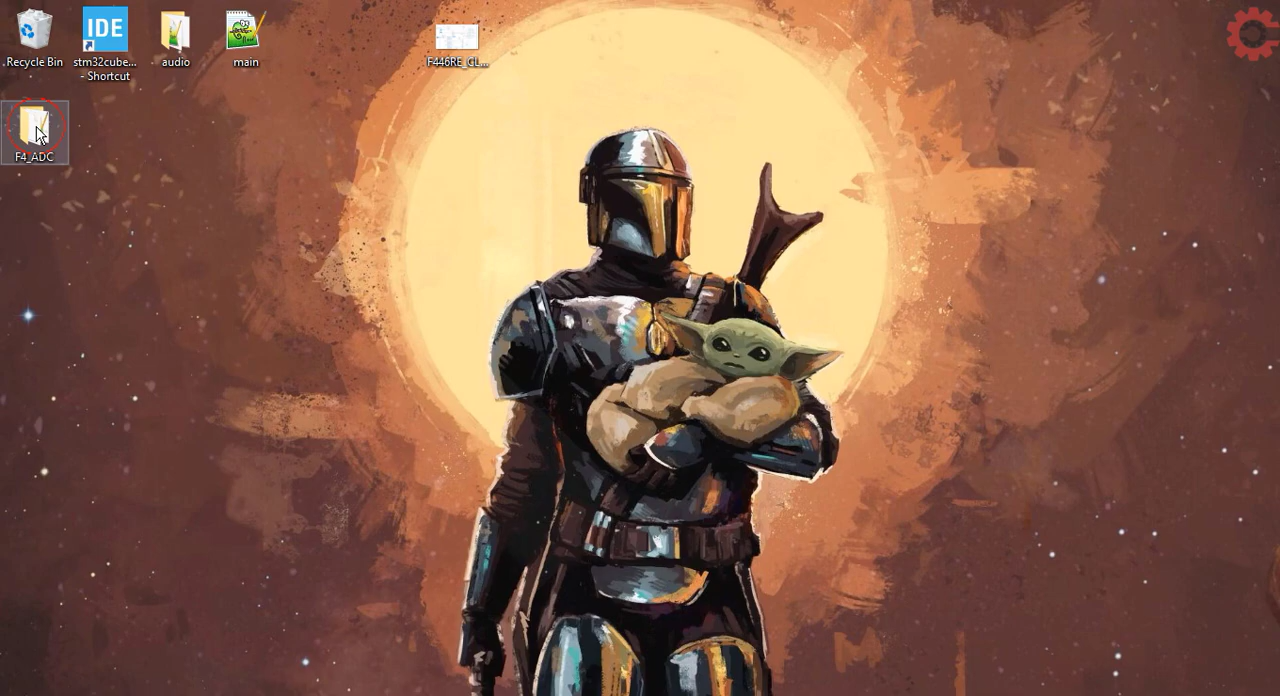 Recycle Bin
stm32cube...
- Shortcut
audio
main
F446RE_CL...
F4_ADC
IDE